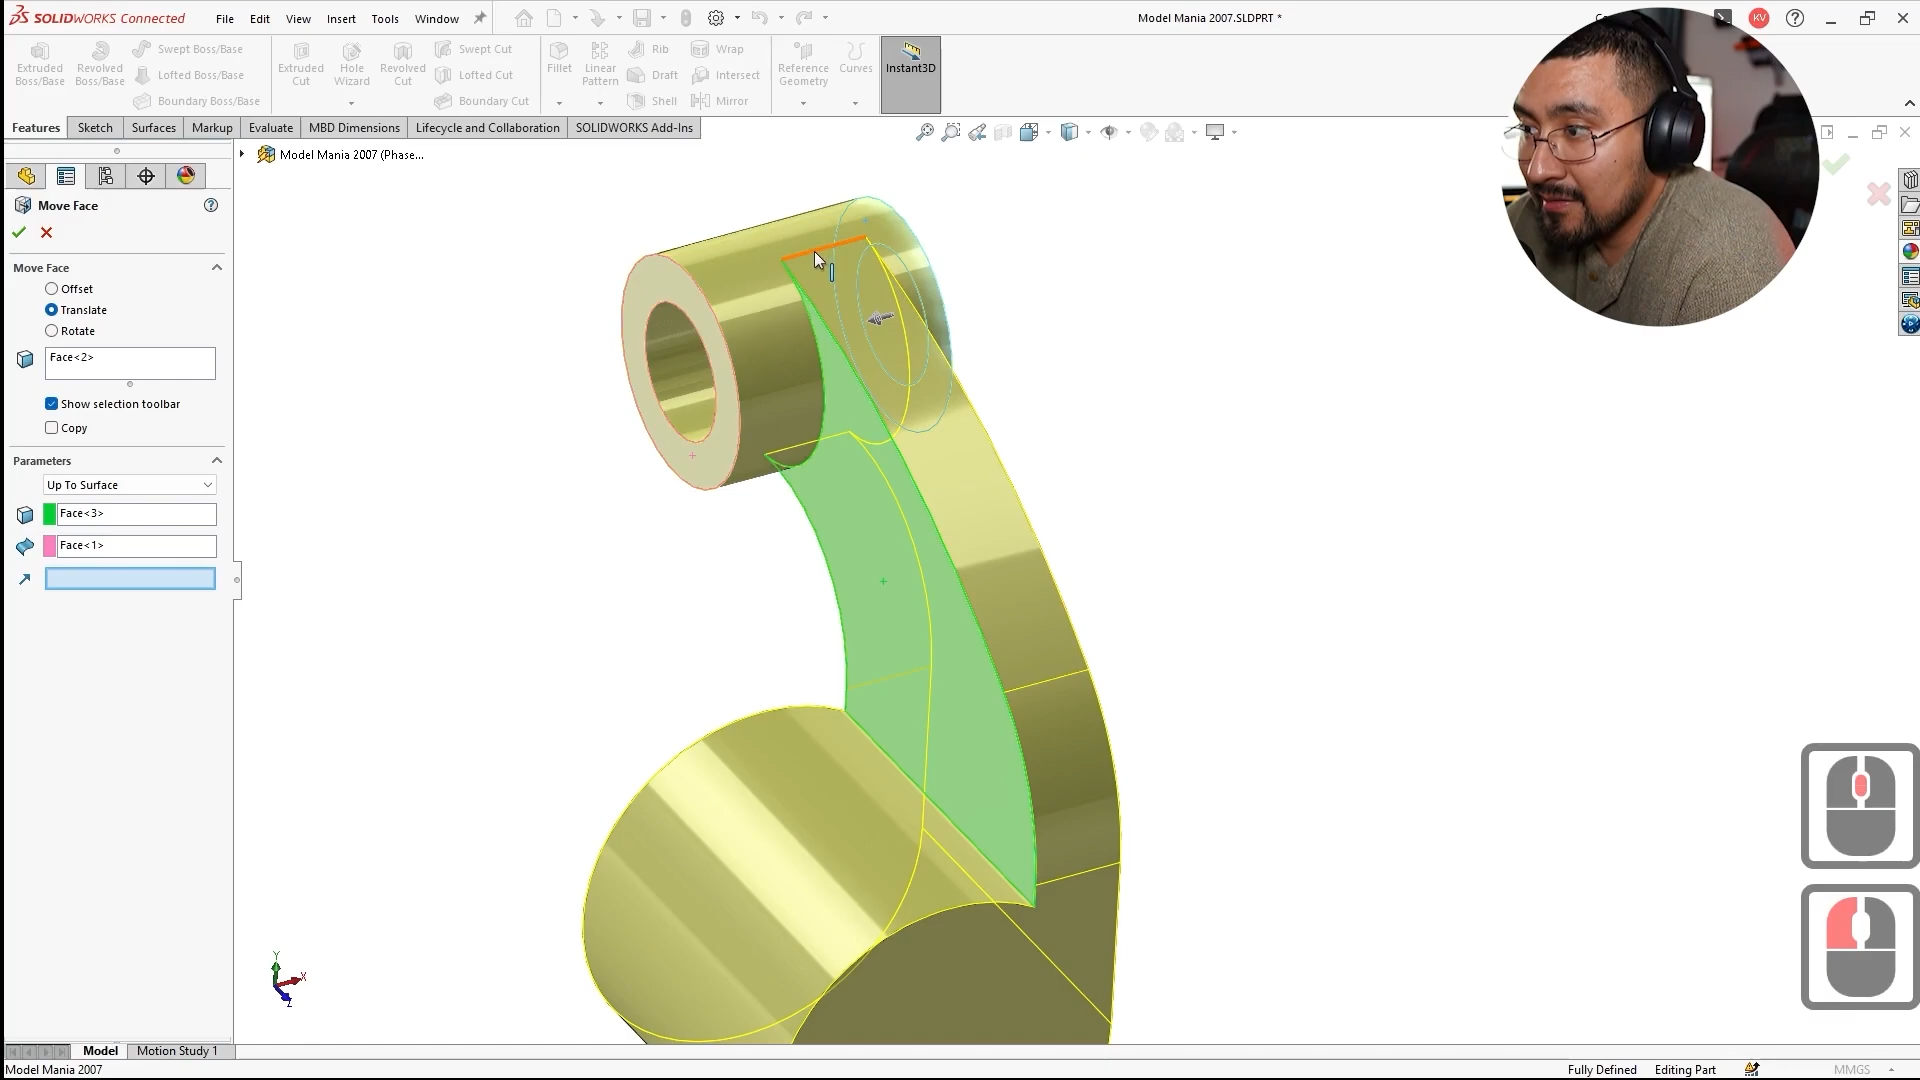 SOLIDWORKS Connected
File
Edit
View
Insert
Tools
Window
Model Mania 2007.SLDPRT *
KV
Extruded Boss/Base
Revolved Boss/Base
Swept Boss/Base
Lofted Boss/Base
Boundary Boss/Base
Extruded Cut
Hole Wizard
Revolved Cut
Swept Cut
Lofted Cut
Boundary Cut
Fillet
Linear Pattern
Rib
Draft
Shell
Wrap
Intersect
Mirror
Reference Geometry
Curves
Instant3D
Features
Sketch
Surfaces
Markup
Evaluate
MBD Dimensions
Lifecycle and Collaboration
SOLIDWORKS Add-Ins
Model Mania 2007 (Phase...
Move Face
Move Face
Offset
Translate
Rotate
Face<2>
Show selection toolbar
Copy
Parameters
Up To Surface
Face<3>
Face<1>
Y
X
Z
Model
Motion Study 1
Model Mania 2007
Fully Defined
Editing Part
MMGS